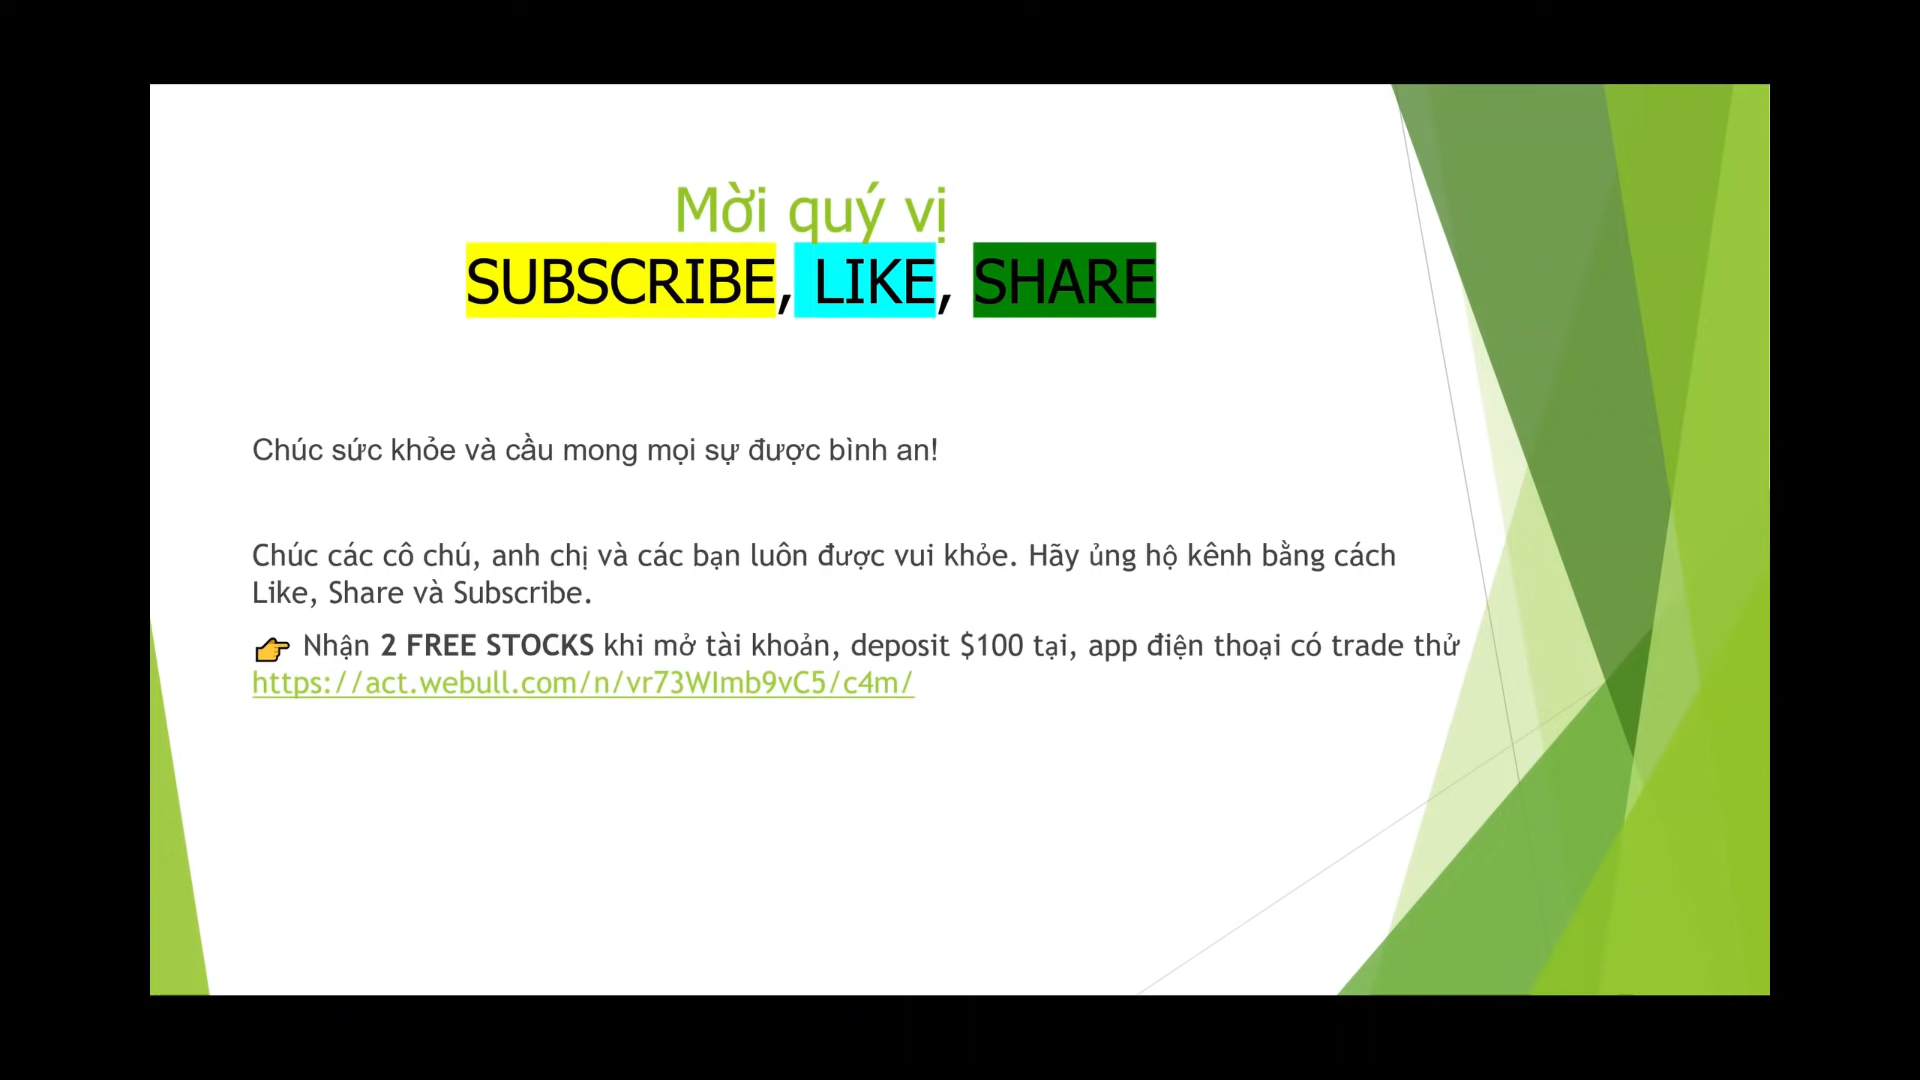 Mời quý vị
SUBSCRIBE, LIKE, SHARE
Chúc sức khỏe và cầu mong mọi sự được bình an!
Chúc các cô chú, anh chị và các bạn luôn được vui khỏe. Hãy ủng hộ kênh bằng cách
Like, Share và Subscribe.
👉 Nhận 2 FREE STOCKS khi mở tài khoản, deposit $100 tại, app điện thoại có trade thử
https://act.webull.com/n/vr73WImb9vC5/c4m/